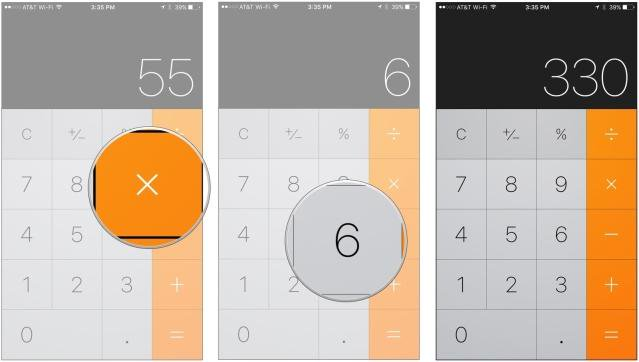 AT&T Wi-Fi 3:35 PM 39%
55
C +/− ÷
7 8 ×
4 5
1 2 3 +
0 . =
AT&T Wi-Fi 3:35 PM 39%
6
C +/− % ÷
7 8 ×
4 6
1 2 +
0 . =
AT&T Wi-Fi 3:35 PM 39%
330
C +/− % ÷
7 8 9 ×
4 5 6 −
1 2 3 +
0 . =